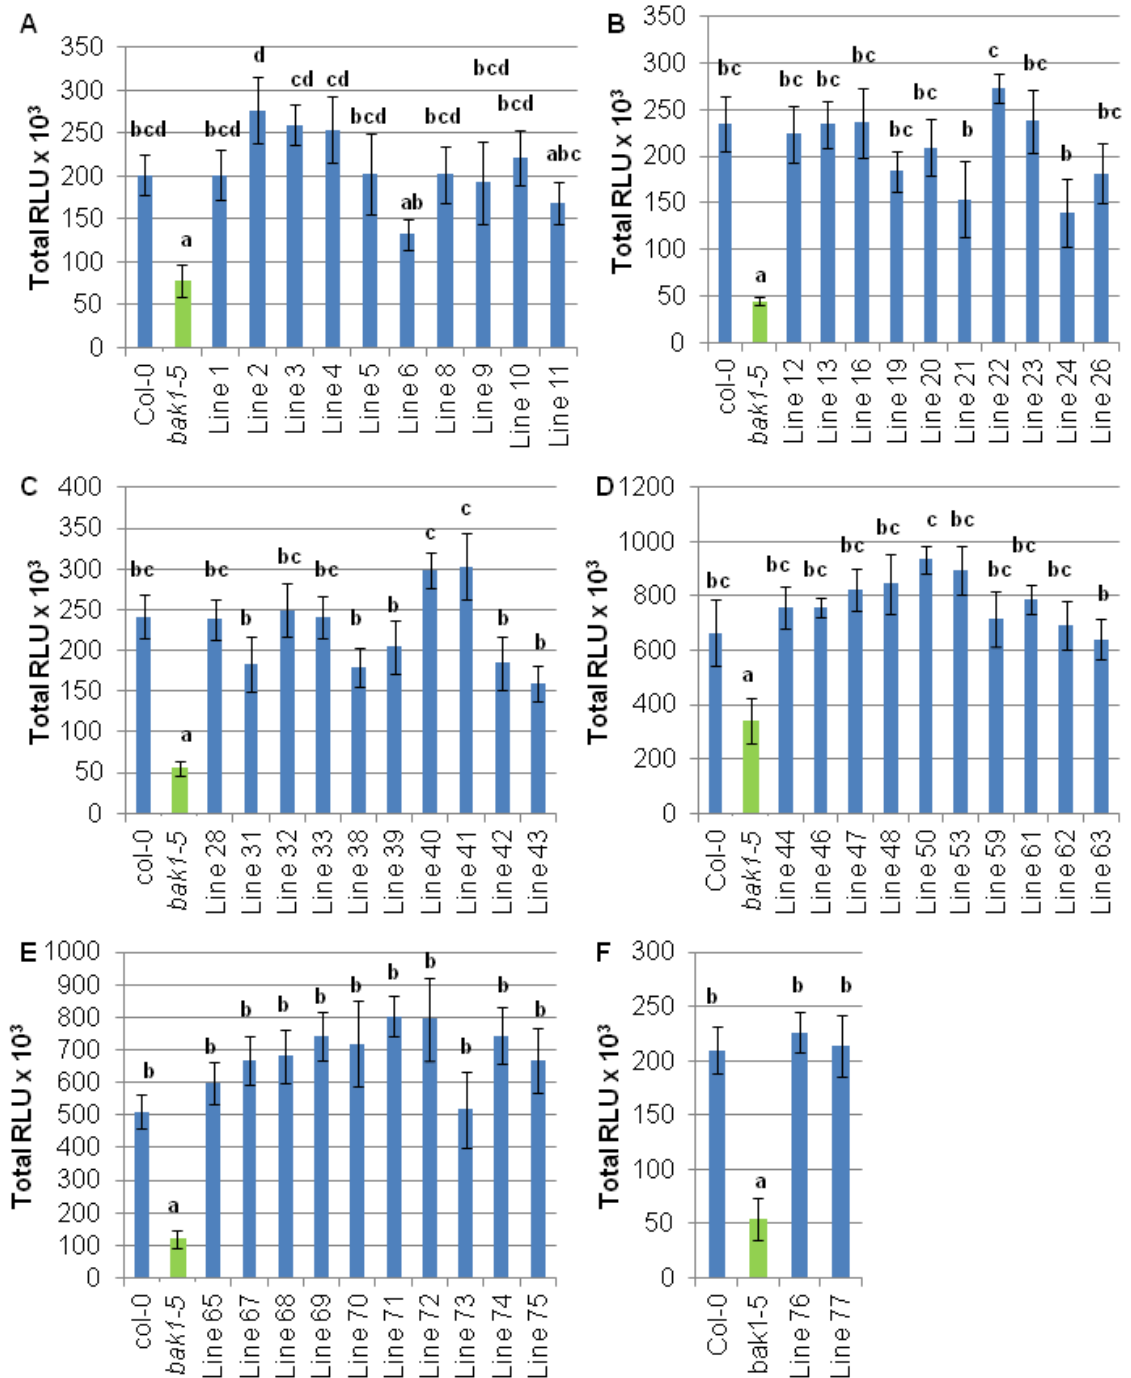 A
Total RLU x 10³
350
300
250
200
150
100
50
0
bcd
a
bcd
d
cd
cd
bcd
ab
bcd
bcd
bcd
abc
Col-0
bak1-5
Line 1
Line 2
Line 3
Line 4
Line 5
Line 6
Line 8
Line 9
Line 10
Line 11
B
Total RLU x 10³
350
300
250
200
150
100
50
0
bc
a
bc
bc
bc
bc
bc
b
c
bc
b
bc
col-0
bak1-5
Line 12
Line 13
Line 16
Line 19
Line 20
Line 21
Line 22
Line 23
Line 24
Line 26
C
Total RLU x 10³
400
350
300
250
200
150
100
50
0
bc
a
bc
b
bc
bc
b
b
c
c
b
b
col-0
bak1-5
Line 28
Line 31
Line 32
Line 33
Line 38
Line 39
Line 40
Line 41
Line 42
Line 43
D
Total RLU x 10³
1200
1000
800
600
400
200
0
bc
a
bc
bc
bc
bc
c
bc
bc
bc
bc
b
Col-0
bak1-5
Line 44
Line 46
Line 47
Line 48
Line 50
Line 53
Line 59
Line 61
Line 62
Line 63
E
Total RLU x 10³
1000
900
800
700
600
500
400
300
200
100
0
b
a
b
b
b
b
b
b
b
b
b
b
col-0
bak1-5
Line 65
Line 67
Line 68
Line 69
Line 70
Line 71
Line 72
Line 73
Line 74
Line 75
F
Total RLU x 10³
300
250
200
150
100
50
0
b
a
b
b
Col-0
bak1-5
Line 76
Line 77